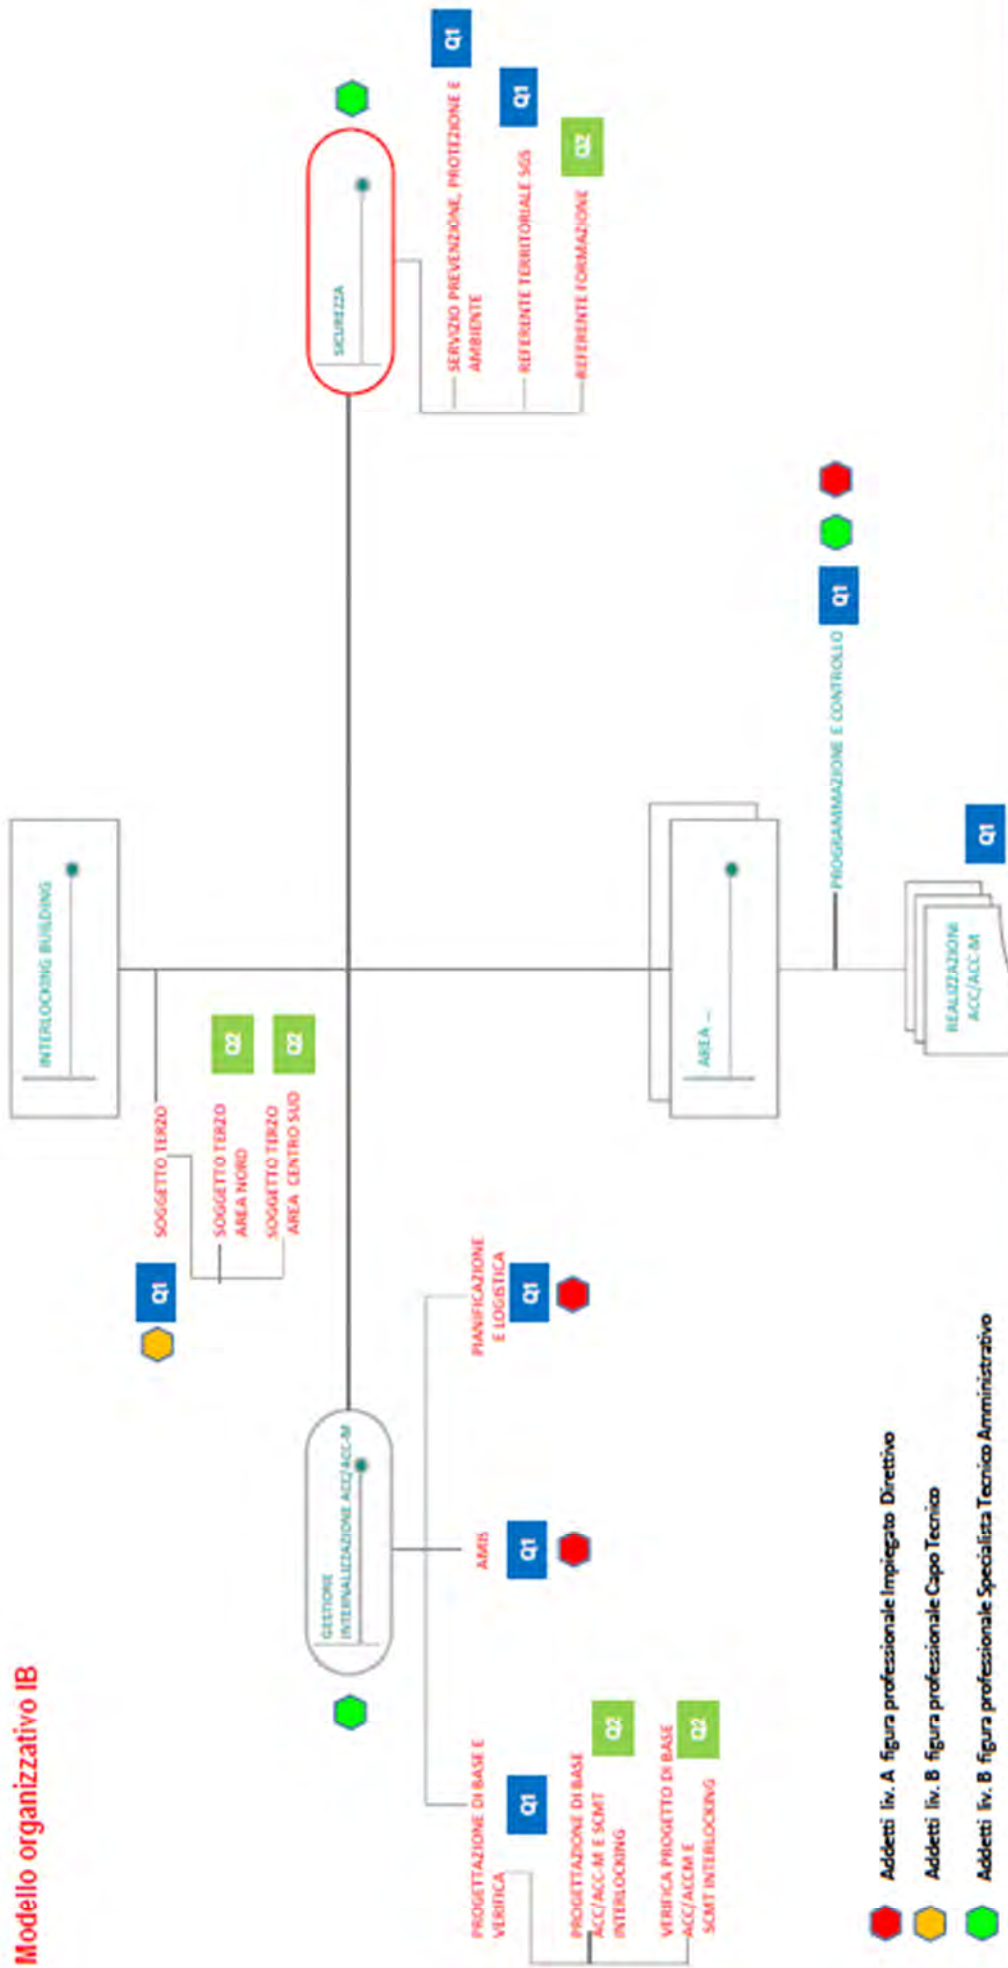 Modello organizzativo IB
INTERLOCKING BUILDING
SOGGETTO TERZO
Q1
SOGGETTO TERZO
AREA NORD
Q2
SOGGETTO TERZO
AREA CENTRO SUD
Q2
GESTIONE
INTERNALIZZAZIONE ACC/ACC-M
SICUREZZA
PROGETTAZIONE DI BASE E
VERIFICA
Q1
PROGETTAZIONE DI BASE
ACC/ACC-M E SCMT
INTERLOCKING
Q2
VERIFICA PROGETTO DI BASE
ACC/ACCM E
SCMT INTERLOCKING
Q2
AMIS
Q1
PIANIFICAZIONE
E LOGISTICA
Q1
SERVIZIO PREVENZIONE, PROTEZIONE E
AMBIENTE
Q1
REFERENTE TERRITORIALE SGS
Q1
REFERENTE FORMAZIONE
Q2
AREA ...
PROGRAMMAZIONE E CONTROLLO
Q1
REALIZZAZIONI
ACC/ACC-M
Q1
Addetti liv. A figura professionale Impiegato Direttivo
Addetti liv. B figura professionale Capo Tecnico
Addetti liv. B figura professionale Specialista Tecnico Amministrativo